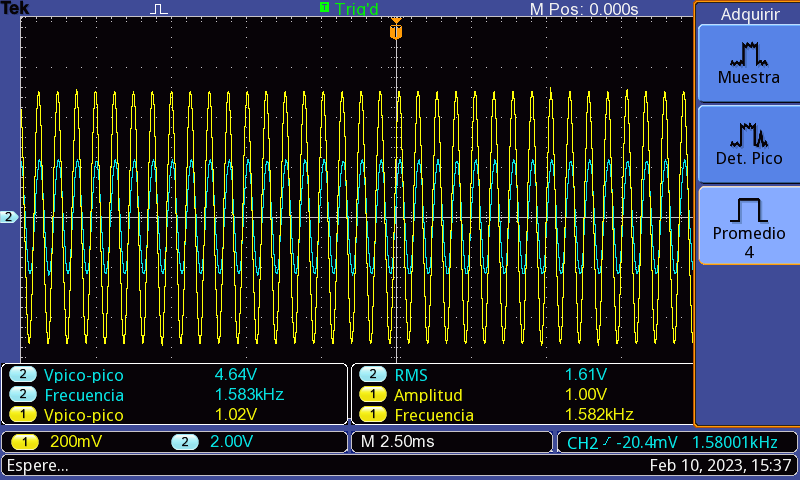 Tek T Trig'd M Pos: 0.000s
Adquirir
T
Muestra
Det. Pico
2
Promedio
4
2 Vpico-pico 4.64V 2 RMS 1.61V
2 Frecuencia 1.583kHz 1 Amplitud 1.00V
1 Vpico-pico 1.02V 1 Frecuencia 1.582kHz
1 200mV 2 2.00V M 2.50ms CH2 -20.4mV 1.58001kHz
Espere... Feb 10, 2023, 15:37